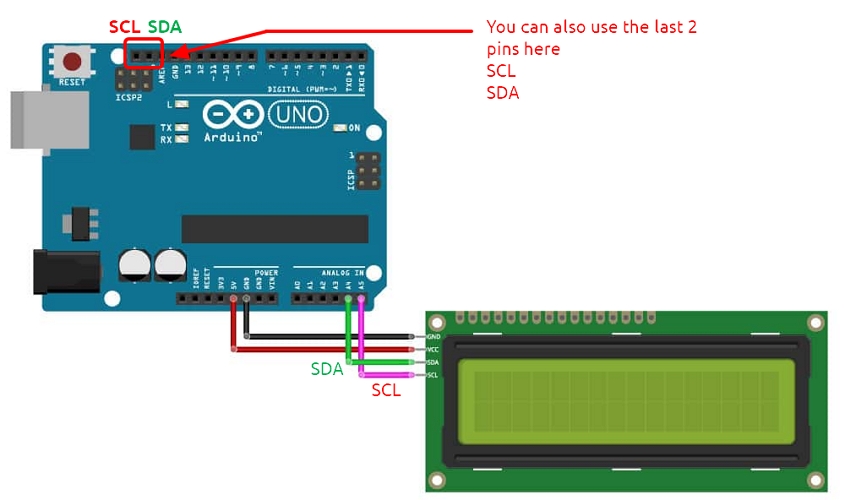 SCL SDA
You can also use the last 2
pins here
SCL
SDA
RESET
ICSP2
AREF
GND
13
12
~11
~10
~9
8
7
~6
~5
4
~3
2
TX0▶1
RX0◀0
DIGITAL (PWM=~)
L
TX
RX
Arduino™
UNO
ON
1
ICSP
POWER
ANALOG IN
IOREF
RESET
3V3
5V
GND
GND
VIN
A0
A1
A2
A3
A4
A5
GND
VCC
SDA
SCL
SDA
SCL